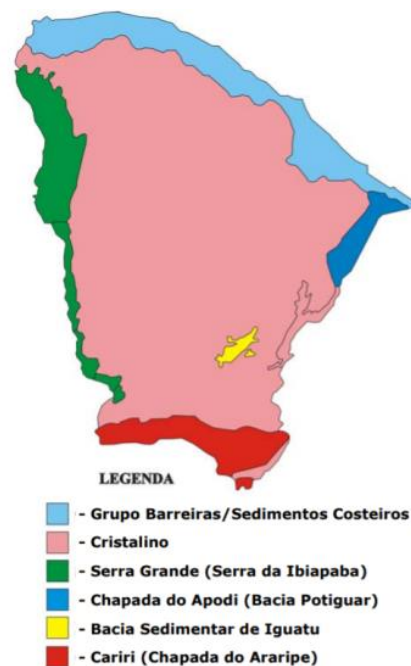 LEGENDA
- Grupo Barreiras/Sedimentos Costeiros
- Cristalino
- Serra Grande (Serra da Ibiapaba)
- Chapada do Apodi (Bacia Potiguar)
- Bacia Sedimentar de Iguatu
- Cariri (Chapada do Araripe)